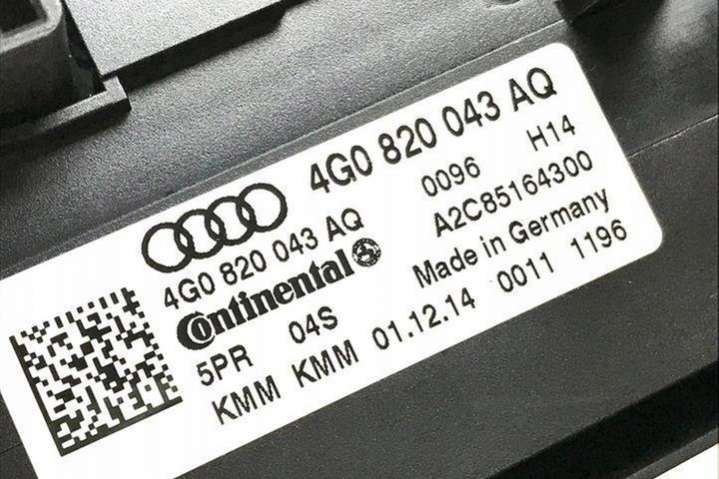 4G0 820 043 AQ
0096 H14
4G0 820 043 AQ
A2C85164300
Continental
Made in Germany
5PR 04S
01.12.14 0011 1196
KMM KMM